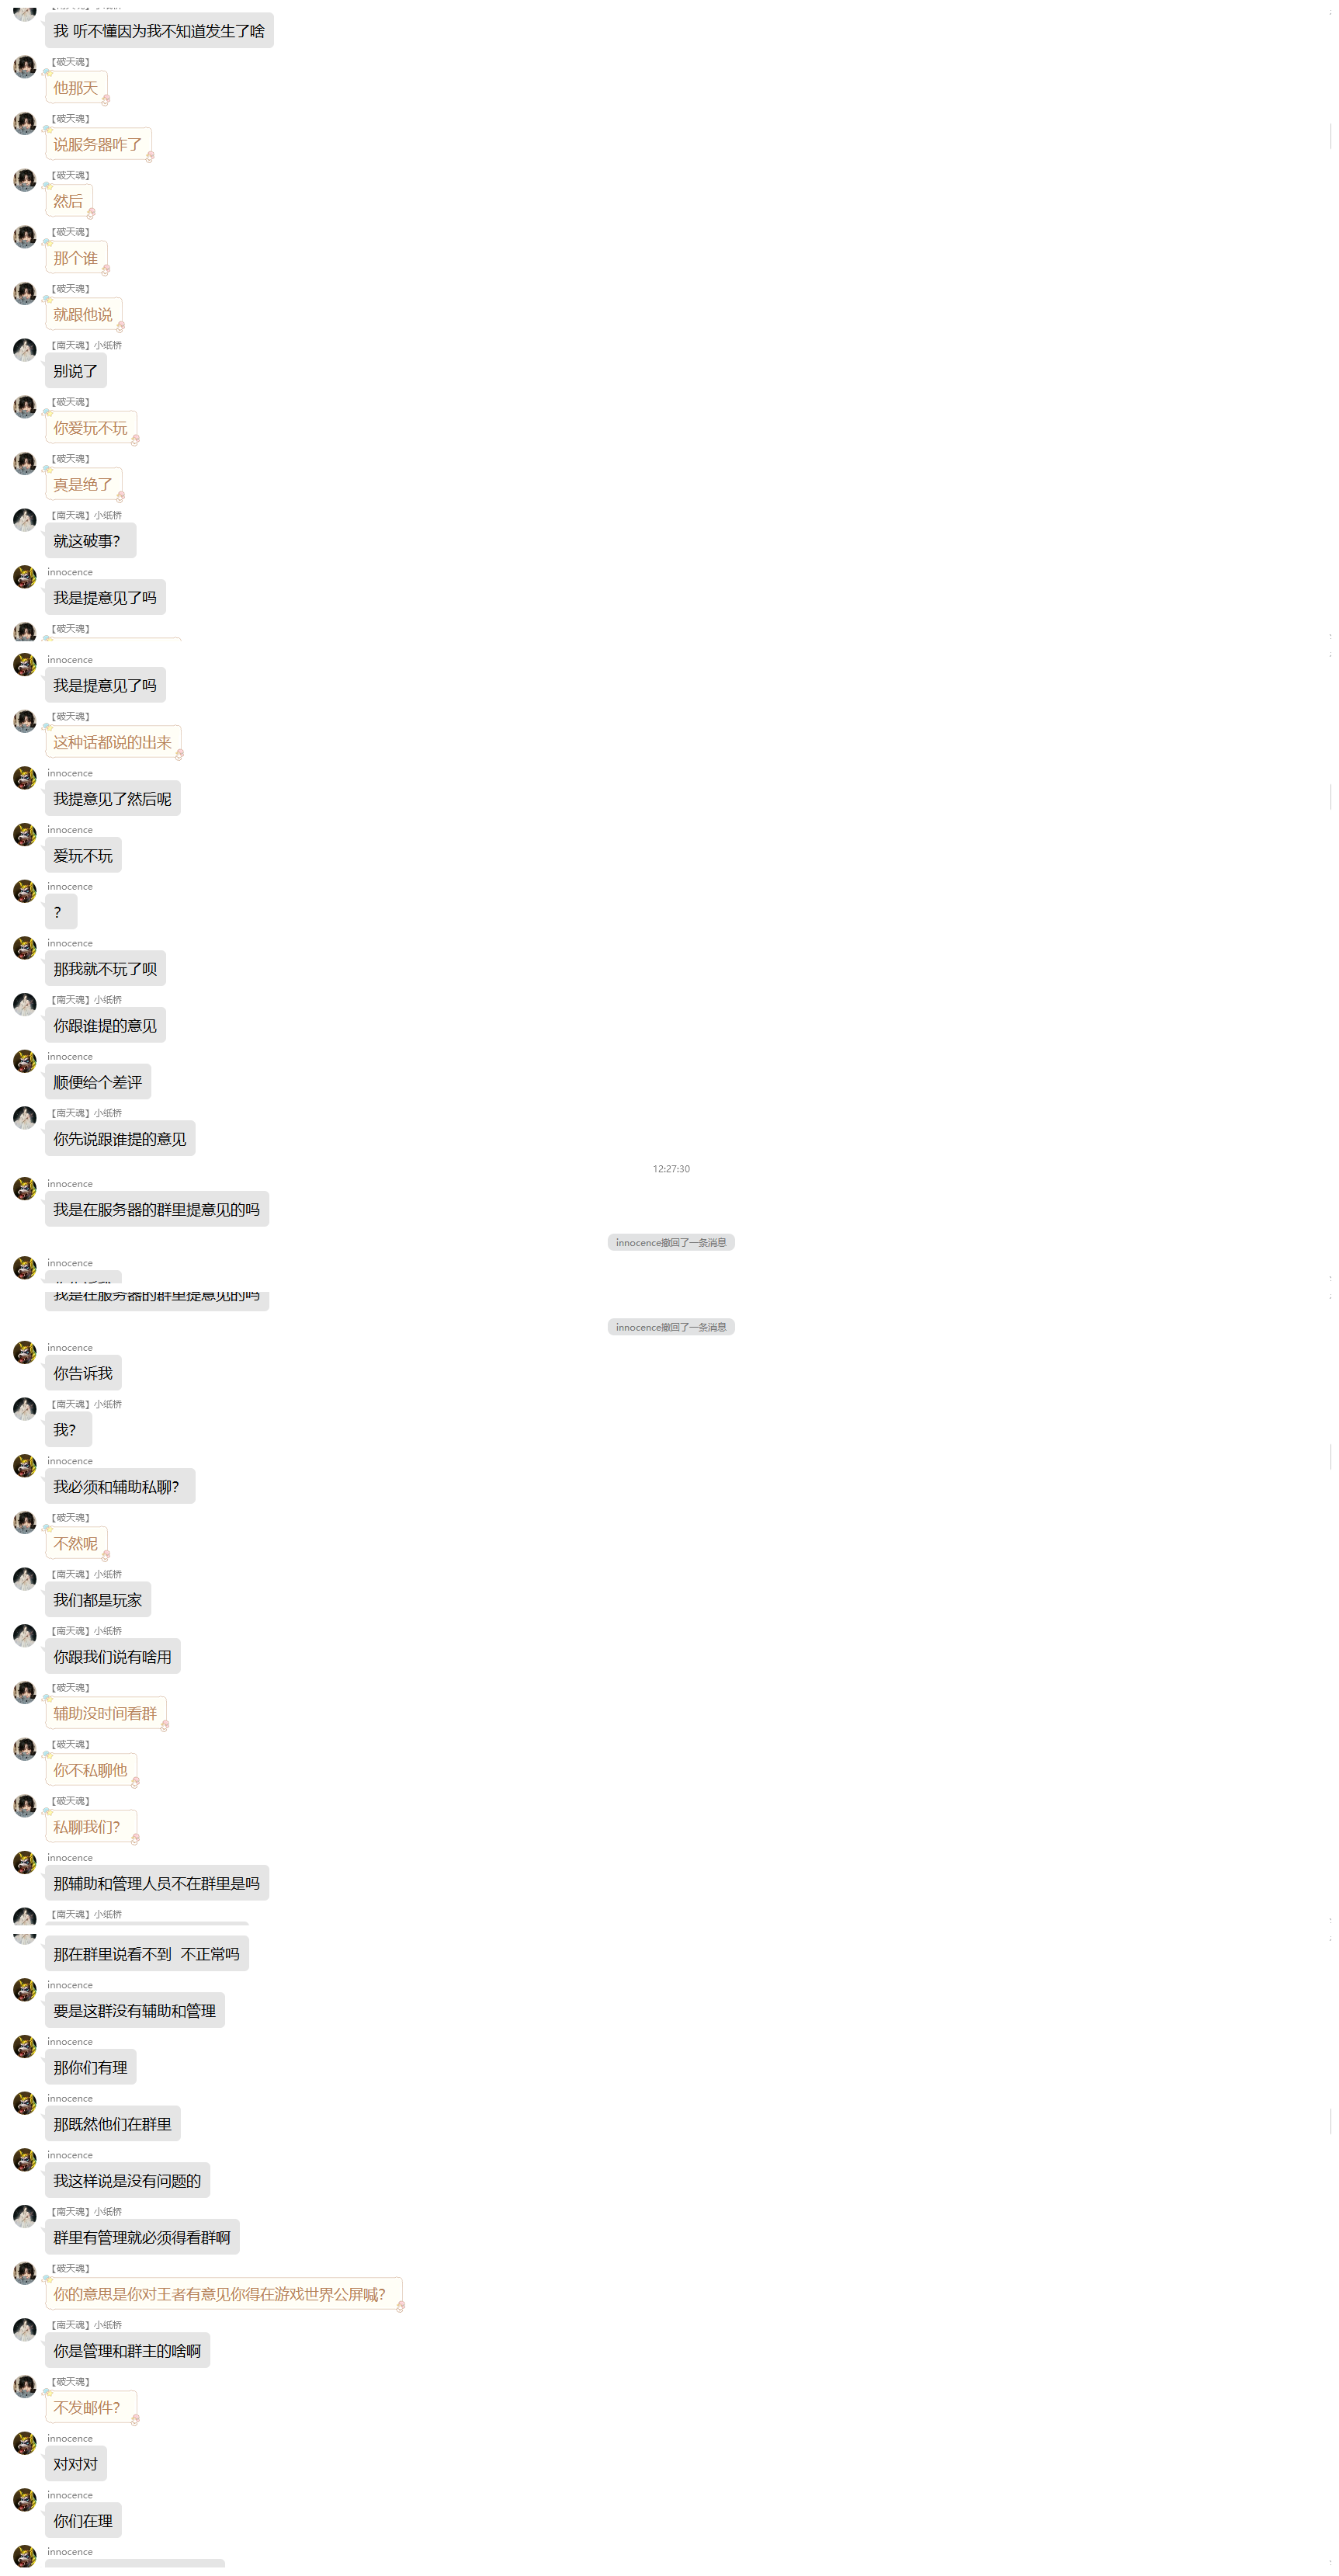 我 听不懂因为我不知道发生了啥
【破天魂】
他那天
【破天魂】
说服务器咋了
【破天魂】
然后
【破天魂】
那个谁
【破天魂】
就跟他说
【南天魂】小纸桥
别说了
【破天魂】
你爱玩不玩
【破天魂】
真是绝了
【南天魂】小纸桥
就这破事？
innocence
我是提意见了吗
【破天魂】
innocence
我是提意见了吗
【破天魂】
这种话都说的出来
innocence
我提意见了然后呢
innocence
爱玩不玩
innocence
？
innocence
那我就不玩了呗
【南天魂】小纸桥
你跟谁提的意见
innocence
顺便给个差评
【南天魂】小纸桥
你先说跟谁提的意见
12:27:30
innocence
我是在服务器的群里提意见的吗
innocence撤回了一条消息
innocence
我是在服务器的群里提意见的吗
innocence撤回了一条消息
innocence
你告诉我
【南天魂】小纸桥
我？
innocence
我必须和辅助私聊？
【破天魂】
不然呢
【南天魂】小纸桥
我们都是玩家
【南天魂】小纸桥
你跟我们说有啥用
【破天魂】
辅助没时间看群
【破天魂】
你不私聊他
【破天魂】
私聊我们？
innocence
那辅助和管理人员不在群里是吗
【南天魂】小纸桥
那在群里说看不到 不正常吗
innocence
要是这群没有辅助和管理
innocence
那你们有理
innocence
那既然他们在群里
innocence
我这样说是没有问题的
【南天魂】小纸桥
群里有管理就必须得看群啊
【破天魂】
你的意思是你对王者有意见你得在游戏世界公屏喊？
【南天魂】小纸桥
你是管理和群主的啥啊
【破天魂】
不发邮件？
innocence
对对对
innocence
你们在理
innocence